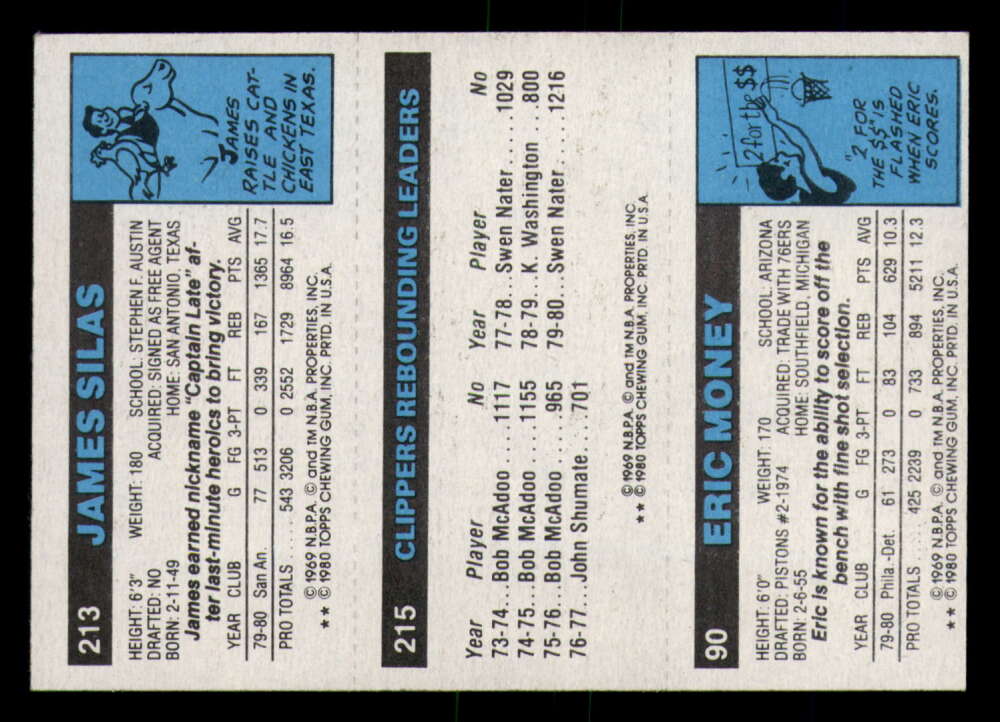 213 JAMES SILAS
HEIGHT: 6'3" WEIGHT: 180 SCHOOL: STEPHEN F. AUSTIN
DRAFTED: NO ACQUIRED: SIGNED AS FREE AGENT
BORN: 2-11-49 HOME: SAN ANTONIO, TEXAS
James earned nickname "Captain Late" af-
ter last-minute heroics to bring victory.
YEAR CLUB G FG 3-PT FT REB PTS AVG
79-80 San An. 77 513 0 339 167 1365 17.7
PRO TOTALS ..... 543 3206 0 2552 1729 8964 16.5
© 1969 N.B.P.A. © and TM N.B.A. PROPERTIES, INC.
★★ © 1980 TOPPS CHEWING GUM, INC. PRTD. IN U.S.A.
JAMES
RAISES CAT-
TLE AND
CHICKENS IN
EAST TEXAS.
215 CLIPPERS REBOUNDING LEADERS
Year Player No Year Player No
73-74...Bob McAdoo ....1117 77-78...Swen Nater.....1029
74-75...Bob McAdoo ....1155 78-79...K. Washington ..800
75-76...Bob McAdoo .....965 79-80...Swen Nater.....1216
76-77....John Shumate....701
© 1969 N.B.P.A. © and TM N.B.A. PROPERTIES, INC.
★★ © 1980 TOPPS CHEWING GUM, INC. PRTD. IN U.S.A.
90 ERIC MONEY
HEIGHT: 6'0" WEIGHT: 170 SCHOOL: ARIZONA
DRAFTED: PISTONS #2-1974 ACQUIRED: TRADE WITH 76ERS
BORN: 2-6-55 HOME: SOUTHFIELD, MICHIGAN
Eric is known for the ability to score off the
bench with fine shot selection.
YEAR CLUB G FG 3-PT FT REB PTS AVG
79-80 Phila.-Det. 61 273 0 83 104 629 10.3
PRO TOTALS ..... 425 2239 0 733 894 5211 12.3
© 1969 N.B.P.A. © and TM N.B.A. PROPERTIES, INC.
★★ © 1980 TOPPS CHEWING GUM, INC. PRTD. IN U.S.A.
2 for the $$
"2 FOR
THE $$" IS
FLASHED
WHEN ERIC
SCORES.